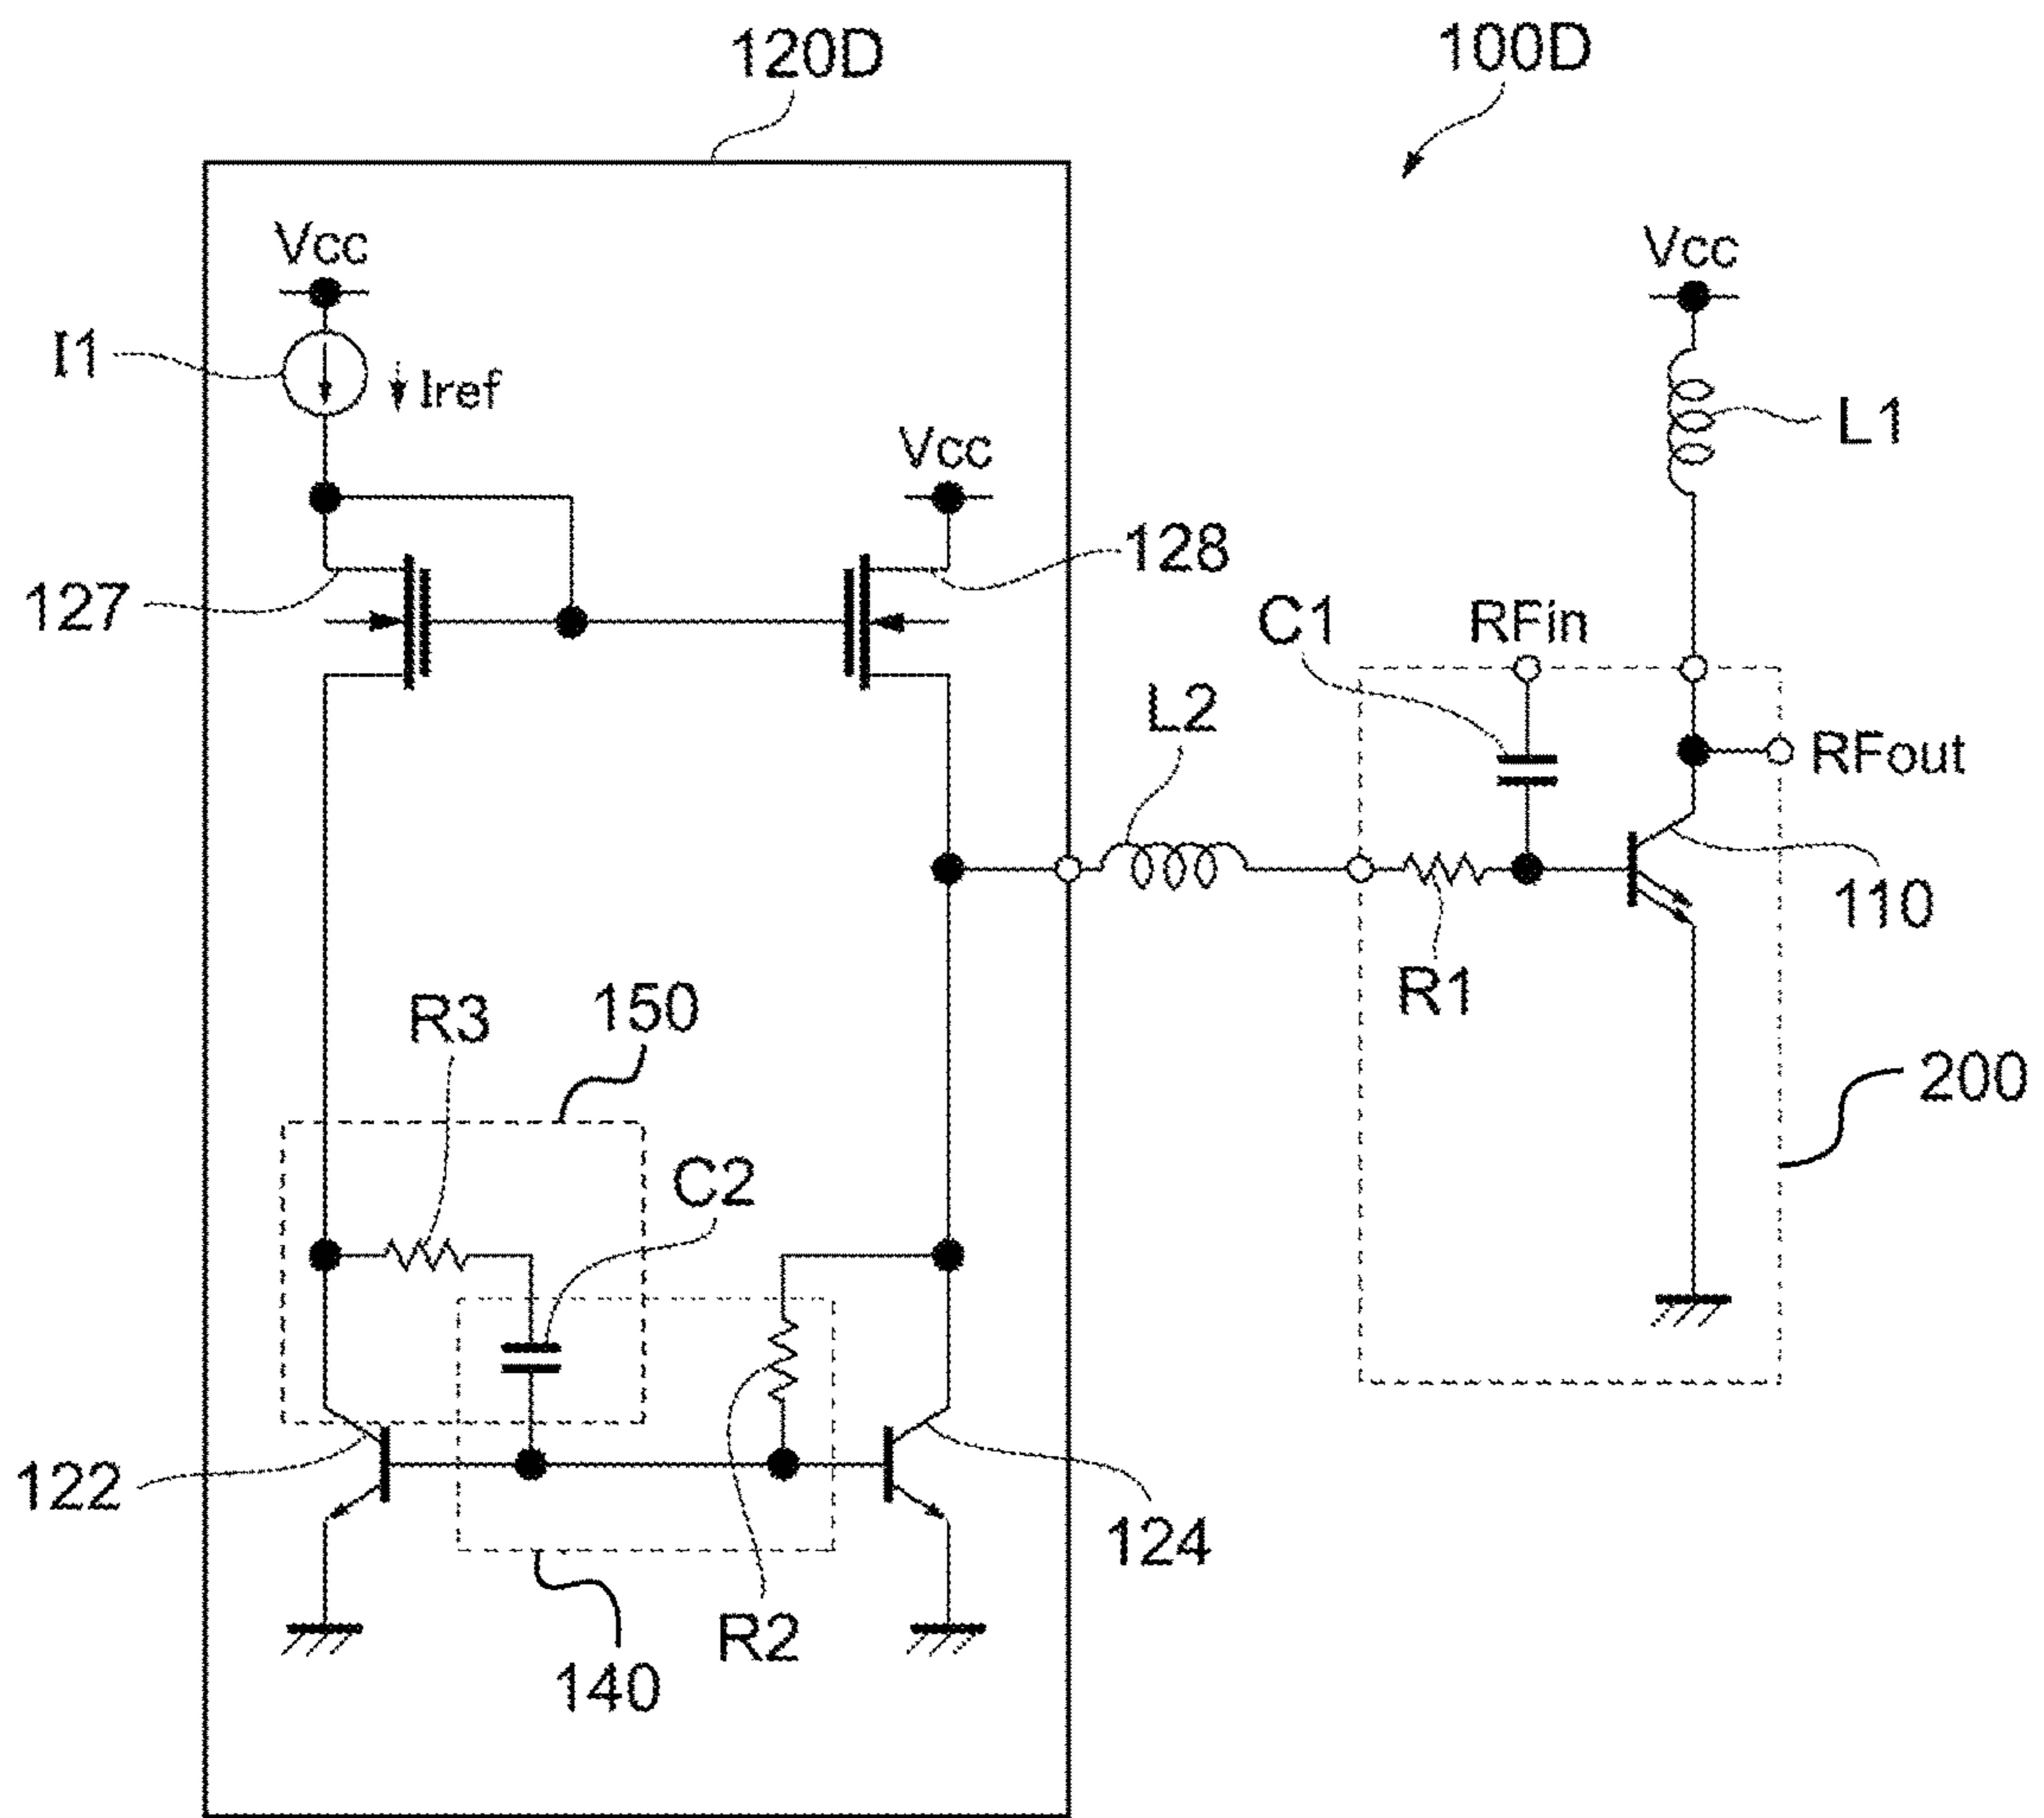 120D
100D
Vcc
Vcc
I1
Iref
L1
Vcc
128
127
C1
RFin
L2
RFout
110
R1
150
R3
200
C2
122
124
R2
140